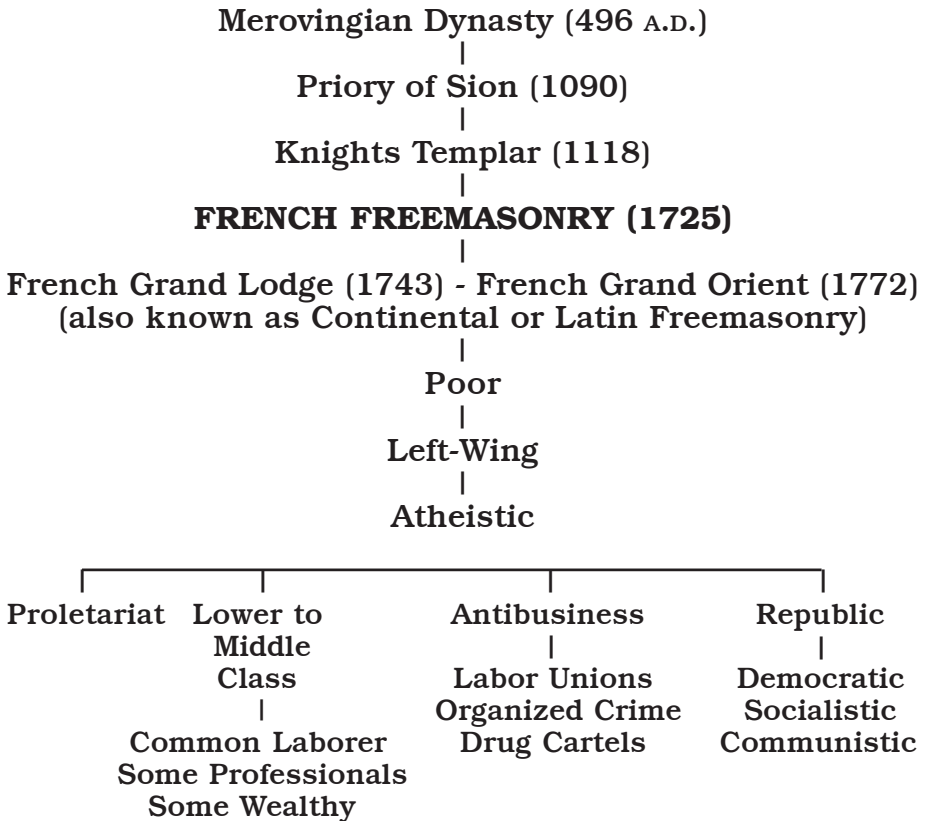 Merovingian Dynasty (496 A.D.)
Priory of Sion (1090)
Knights Templar (1118)
FRENCH FREEMASONRY (1725)
French Grand Lodge (1743) - French Grand Orient (1772)
(also known as Continental or Latin Freemasonry)
Poor
Left-Wing
Atheistic
Proletariat
Lower to
Middle
Class
Common Laborer
Some Professionals
Some Wealthy
Antibusiness
Labor Unions
Organized Crime
Drug Cartels
Republic
Democratic
Socialistic
Communistic